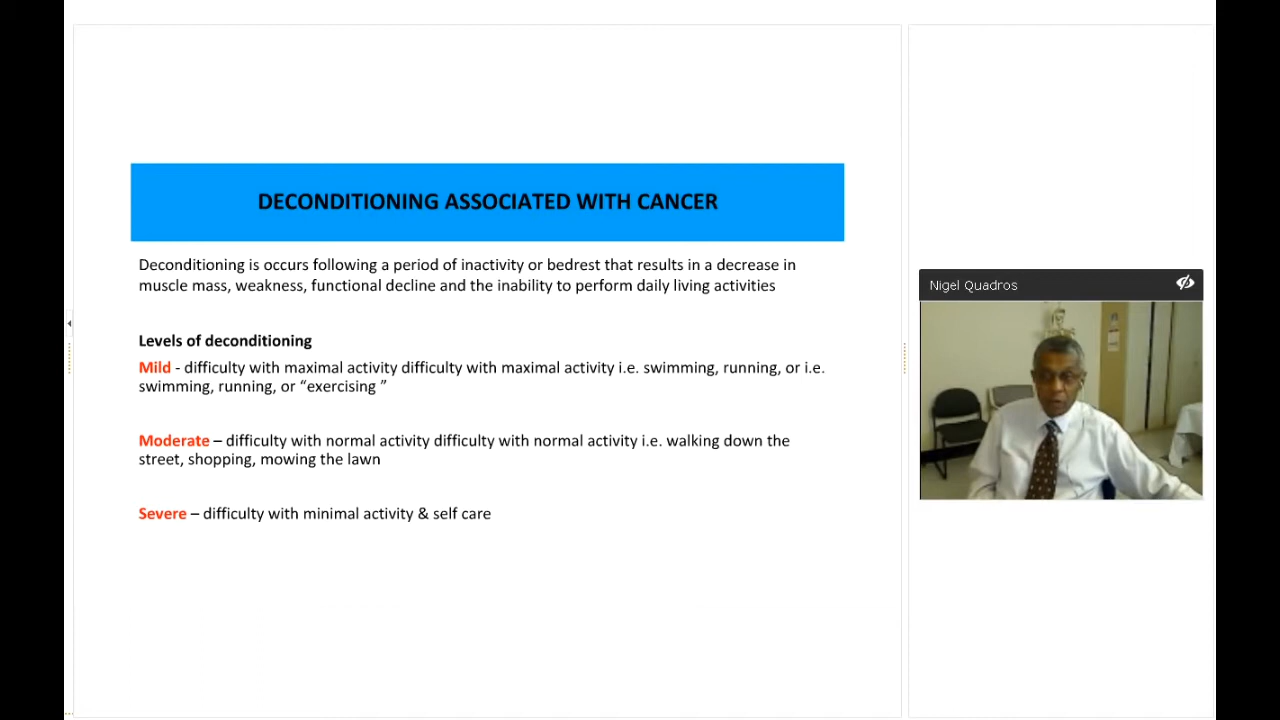 DECONDITIONING ASSOCIATED WITH CANCER
Deconditioning is occurs following a period of inactivity or bedrest that results in a decrease in
muscle mass, weakness, functional decline and the inability to perform daily living activities
Levels of deconditioning
Mild - difficulty with maximal activity difficulty with maximal activity i.e. swimming, running, or i.e.
swimming, running, or “exercising ”
Moderate – difficulty with normal activity difficulty with normal activity i.e. walking down the
street, shopping, mowing the lawn
Severe – difficulty with minimal activity & self care
Nigel Quadros